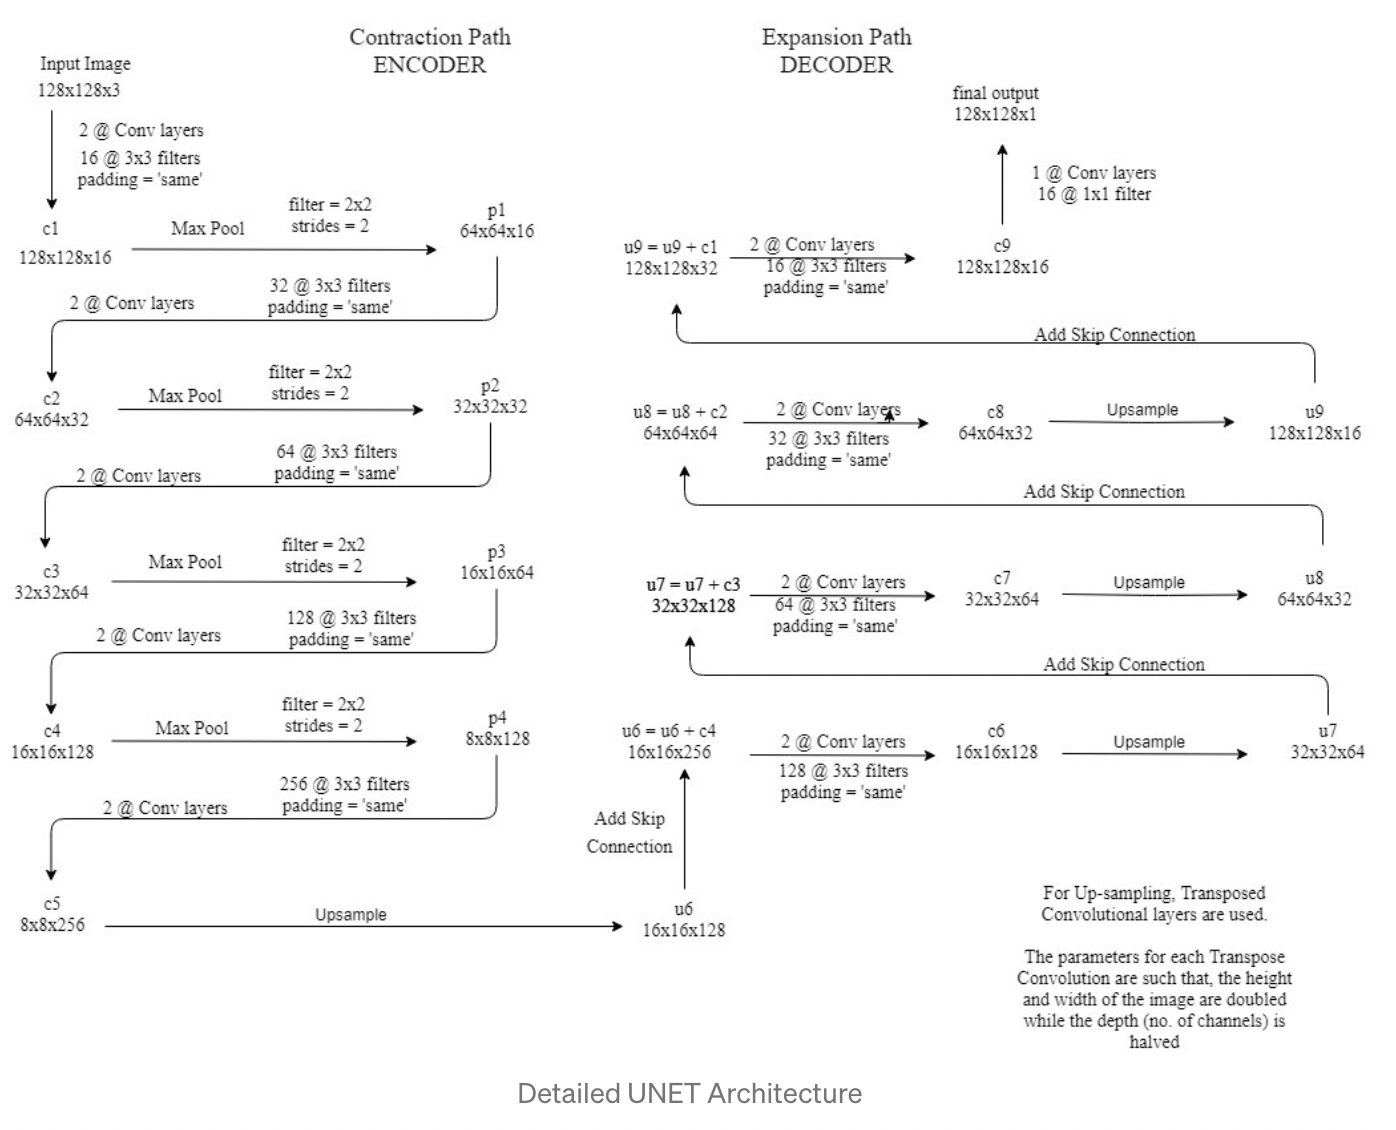 Contraction Path
ENCODER
Input Image
128x128x3
2 @ Conv layers
16 @ 3x3 filters
padding = 'same'
c1
128x128x16
Max Pool
filter = 2x2
strides = 2
p1
64x64x16
32 @ 3x3 filters
padding = 'same'
2 @ Conv layers
c2
64x64x32
Max Pool
filter = 2x2
strides = 2
p2
32x32x32
64 @ 3x3 filters
padding = 'same'
2 @ Conv layers
c3
32x32x64
Max Pool
filter = 2x2
strides = 2
p3
16x16x64
128 @ 3x3 filters
padding = 'same'
2 @ Conv layers
c4
16x16x128
Max Pool
filter = 2x2
strides = 2
p4
8x8x128
256 @ 3x3 filters
padding = 'same'
2 @ Conv layers
c5
8x8x256
Upsample
Expansion Path
DECODER
final output
128x128x1
1 @ Conv layers
16 @ 1x1 filter
u9 = u9 + c1
128x128x32
2 @ Conv layers
16 @ 3x3 filters
padding = 'same'
c9
128x128x16
Add Skip Connection
u8 = u8 + c2
64x64x64
2 @ Conv layers
32 @ 3x3 filters
padding = 'same'
c8
64x64x32
Upsample
u9
128x128x16
Add Skip Connection
u7 = u7 + c3
32x32x128
2 @ Conv layers
64 @ 3x3 filters
padding = 'same'
c7
32x32x64
Upsample
u8
64x64x32
Add Skip Connection
u6 = u6 + c4
16x16x256
2 @ Conv layers
128 @ 3x3 filters
padding = 'same'
c6
16x16x128
Upsample
u7
32x32x64
Add Skip
Connection
u6
16x16x128
For Up-sampling, Transposed
Convolutional layers are used.
The parameters for each Transpose
Convolution are such that, the height
and width of the image are doubled
while the depth (no. of channels) is
halved
Detailed UNET Architecture